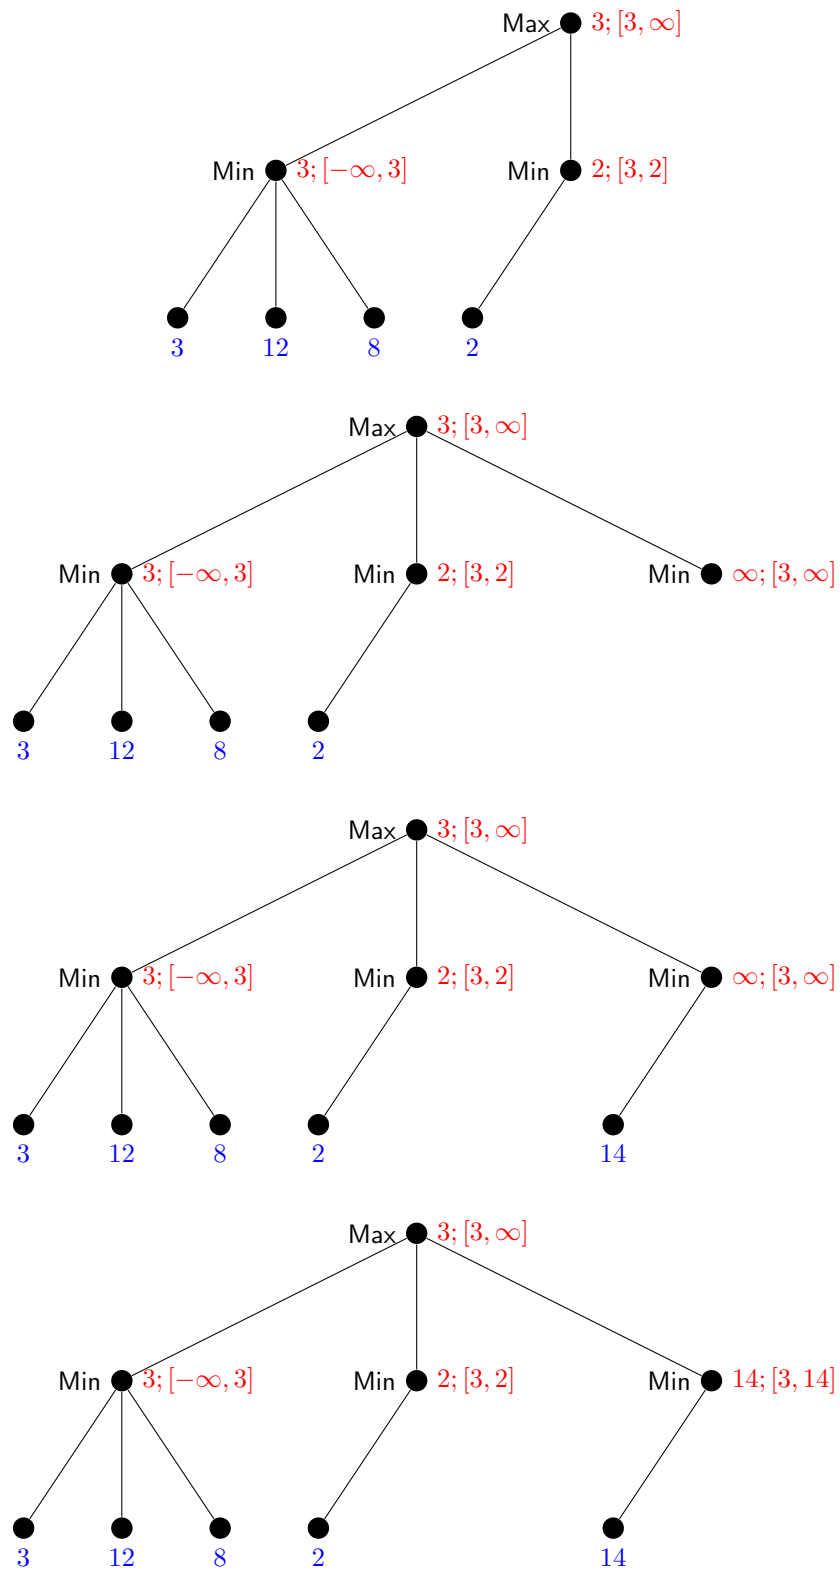 Max 3; [3, ∞]
Min 3; [−∞, 3] Min 2; [3, 2]
3 12 8 2
Max 3; [3, ∞]
Min 3; [−∞, 3] Min 2; [3, 2] Min ∞; [3, ∞]
3 12 8 2
Max 3; [3, ∞]
Min 3; [−∞, 3] Min 2; [3, 2] Min ∞; [3, ∞]
3 12 8 2 14
Max 3; [3, ∞]
Min 3; [−∞, 3] Min 2; [3, 2] Min 14; [3, 14]
3 12 8 2 14